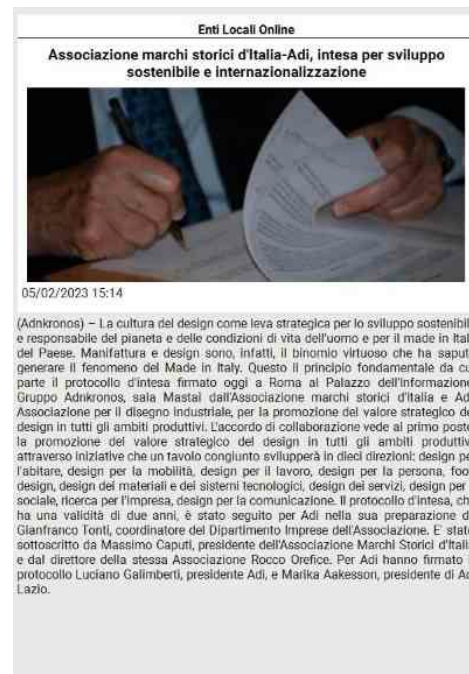 Enti Locali Online
Associazione marchi storici d'Italia-Adi, intesa per sviluppo
sostenibile e internazionalizzazione
05/02/2023 15:14
(Adnkronos) – La cultura del design come leva strategica per lo sviluppo sostenibil
e responsabile del pianeta e delle condizioni di vita dell'uomo e per il made in Ital
del Paese. Manifattura e design sono, infatti, il binomio virtuoso che ha saput
generare il fenomeno del Made in Italy. Questo il principio fondamentale da cu
parte il protocollo d'intesa firmato oggi a Roma al Palazzo dell'Informazione
Gruppo Adnkronos, sala Mastai dall'Associazione marchi storici d'Italia e Ad
Associazione per il disegno industriale, per la promozione del valore strategico de
design in tutti gli ambiti produttivi. L'accordo di collaborazione vede al primo posto
la promozione del valore strategico del design in tutti gli ambiti produttiv
attraverso iniziative che un tavolo congiunto svilupperà in dieci direzioni: design pe
l'abitare, design per la mobilità, design per il lavoro, design per la persona, foo
design, design dei materiali e dei sistemi tecnologici, design dei servizi, design per
sociale, ricerca per l'impresa, design per la comunicazione. Il protocollo d'intesa, ch
ha una validità di due anni, è stato seguito per Adi nella sua preparazione d
Gianfranco Tonti, coordinatore del Dipartimento Imprese dell'Associazione. E' stat
sottoscritto da Massimo Caputi, presidente dell'Associazione Marchi Storici d'Itali
e dal direttore della stessa Associazione Rocco Orefice. Per Adi hanno firmato
protocollo Luciano Galimberti, presidente Adi, e Marika Aakesson, presidente di Ad
Lazio.